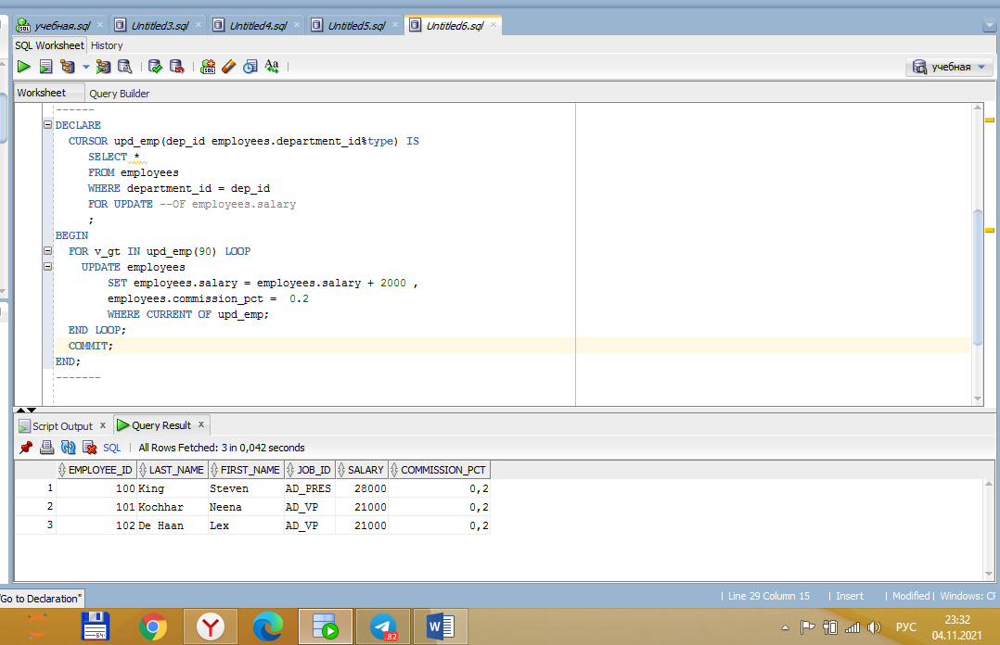 учебная.sql Untitled3.sql Untitled4.sql Untitled5.sql Untitled6.sql
SQL Worksheet History
учебная
Worksheet Query Builder
------
DECLARE
CURSOR upd_emp(dep_id employees.department_id%type) IS
SELECT *
FROM employees
WHERE department_id = dep_id
FOR UPDATE --OF employees.salary
;
BEGIN
FOR v_gt IN upd_emp(90) LOOP
UPDATE employees
SET employees.salary = employees.salary + 2000 ,
employees.commission_pct = 0.2
WHERE CURRENT OF upd_emp;
END LOOP;
COMMIT;
END;
-------
Script Output x Query Result x
SQL | All Rows Fetched: 3 in 0,042 seconds
EMPLOYEE_ID LAST_NAME FIRST_NAME JOB_ID SALARY COMMISSION_PCT
1 100 King Steven AD_PRES 28000 0,2
2 101 Kochhar Neena AD_VP 21000 0,2
3 102 De Haan Lex AD_VP 21000 0,2
Go to Declaration" | Line 29 Column 15 | Insert | Modified | Windows: CF
64 Y 82 W РУС 23:32
04.11.2021